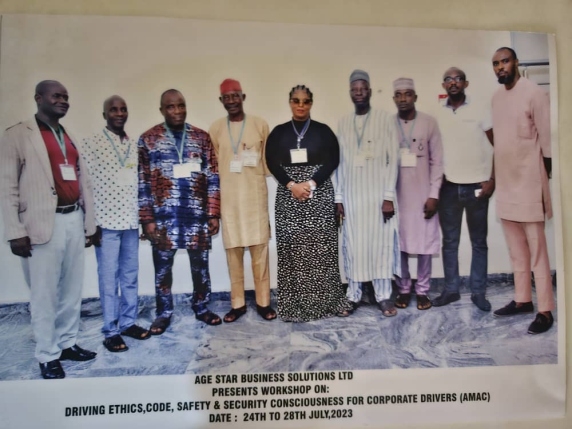 AGE STAR BUSINESS SOLUTIONS LTD
PRESENTS WORKSHOP ON:
DRIVING ETHICS,CODE, SAFETY & SECURITY CONSCIOUSNESS FOR CORPORATE DRIVERS (AMAC)
DATE : 24TH TO 28TH JULY,2023